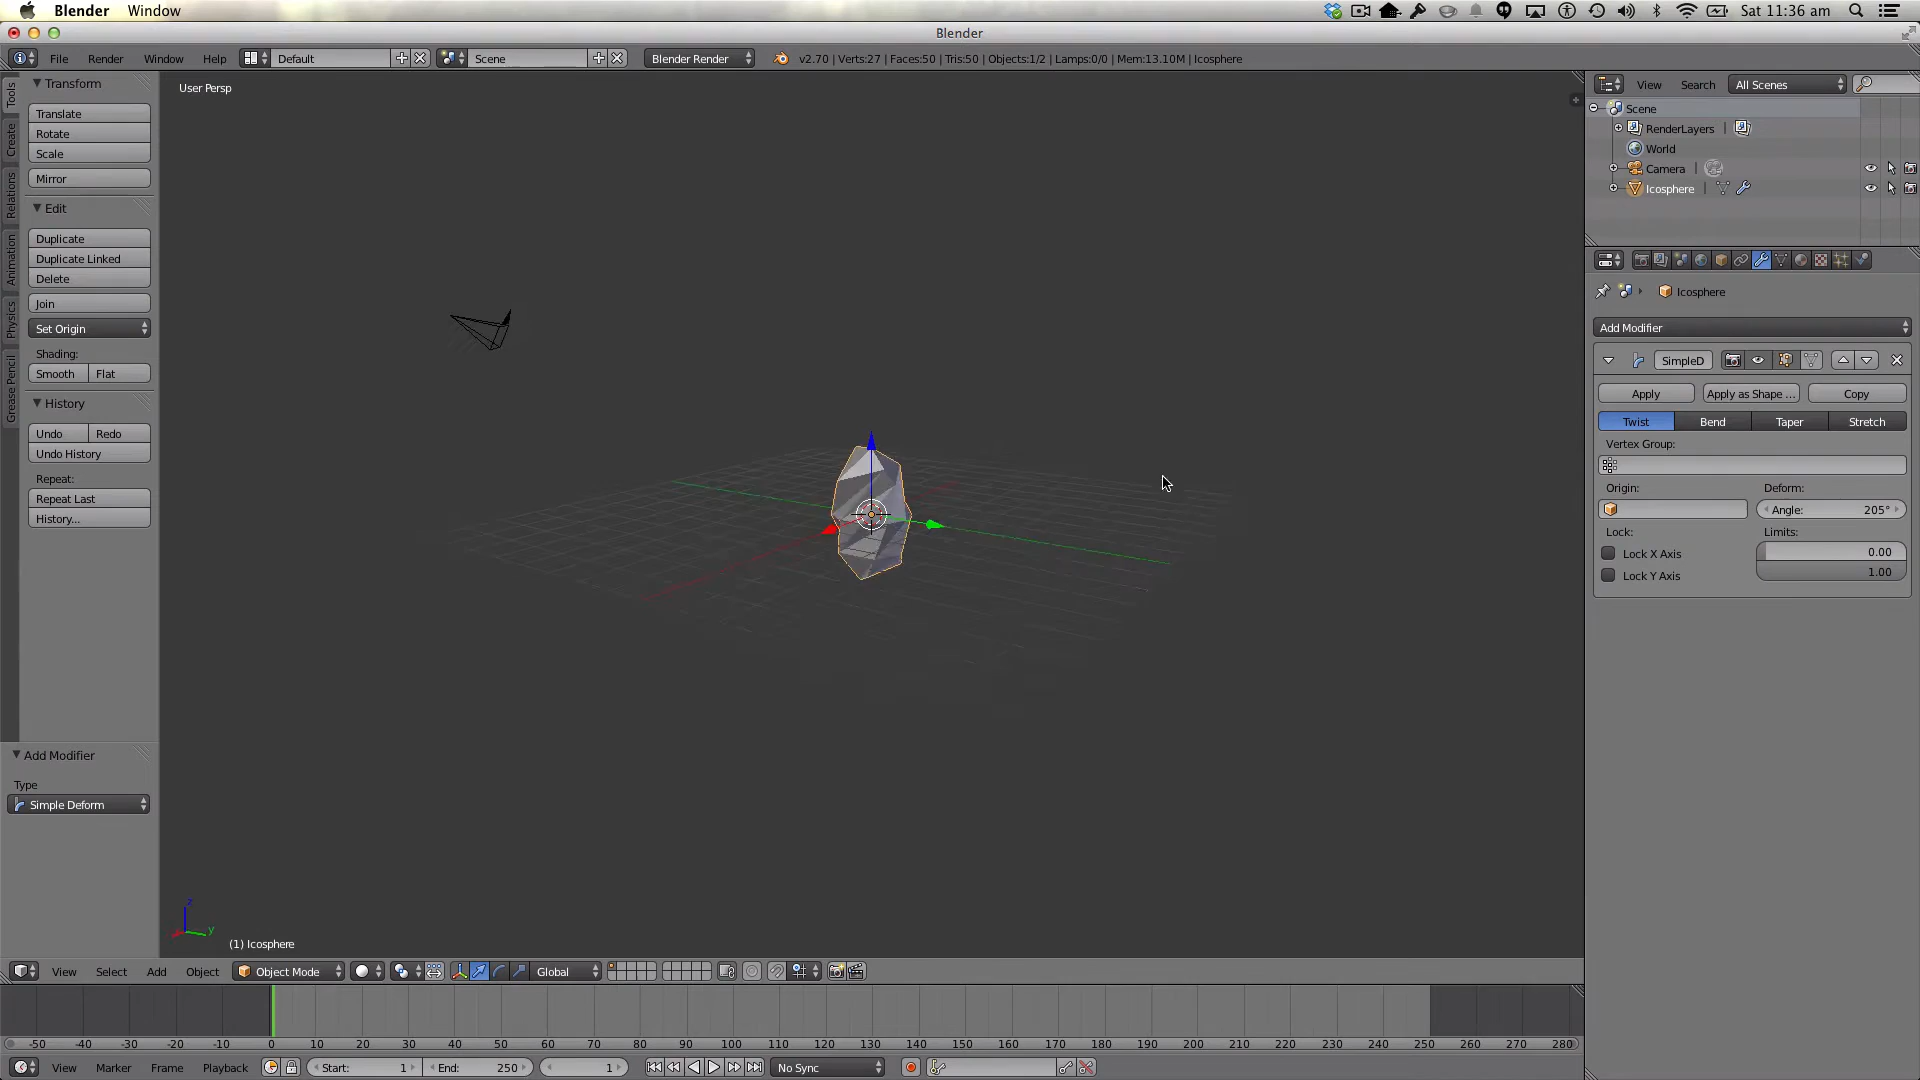 Blender Window Sat 11:36 am
Blender
File Render Window Help Default Scene Blender Render v2.70 | Verts:27 | Faces:50 | Tris:50 | Objects:1/2 | Lamps:0/0 | Mem:13.10M | Icosphere
Tools
Create
Relations
Animation
Physics
Grease Pencil
Transform
Translate
Rotate
Scale
Mirror
Edit
Duplicate
Duplicate Linked
Delete
Join
Set Origin
Shading:
Smooth Flat
History
Undo Redo
Undo History
Repeat:
Repeat Last
History...
Add Modifier
Type
Simple Deform
User Persp
z
y
(1) Icosphere
View Select Add Object Object Mode Global
-50 -40 -30 -20 -10 0 10 20 30 40 50 60 70 80 90 100 110 120 130 140 150 160 170 180 190 200 210 220 230 240 250 260 270 280
View Marker Frame Playback Start: 1 End: 250 1 No Sync
View Search All Scenes
Scene
RenderLayers |
World
Camera |
Icosphere |
Icosphere
Add Modifier
SimpleD
Apply Apply as Shape ... Copy
Twist Bend Taper Stretch
Vertex Group:
Origin: Deform:
Angle: 205°
Lock: Limits:
Lock X Axis 0.00
Lock Y Axis 1.00